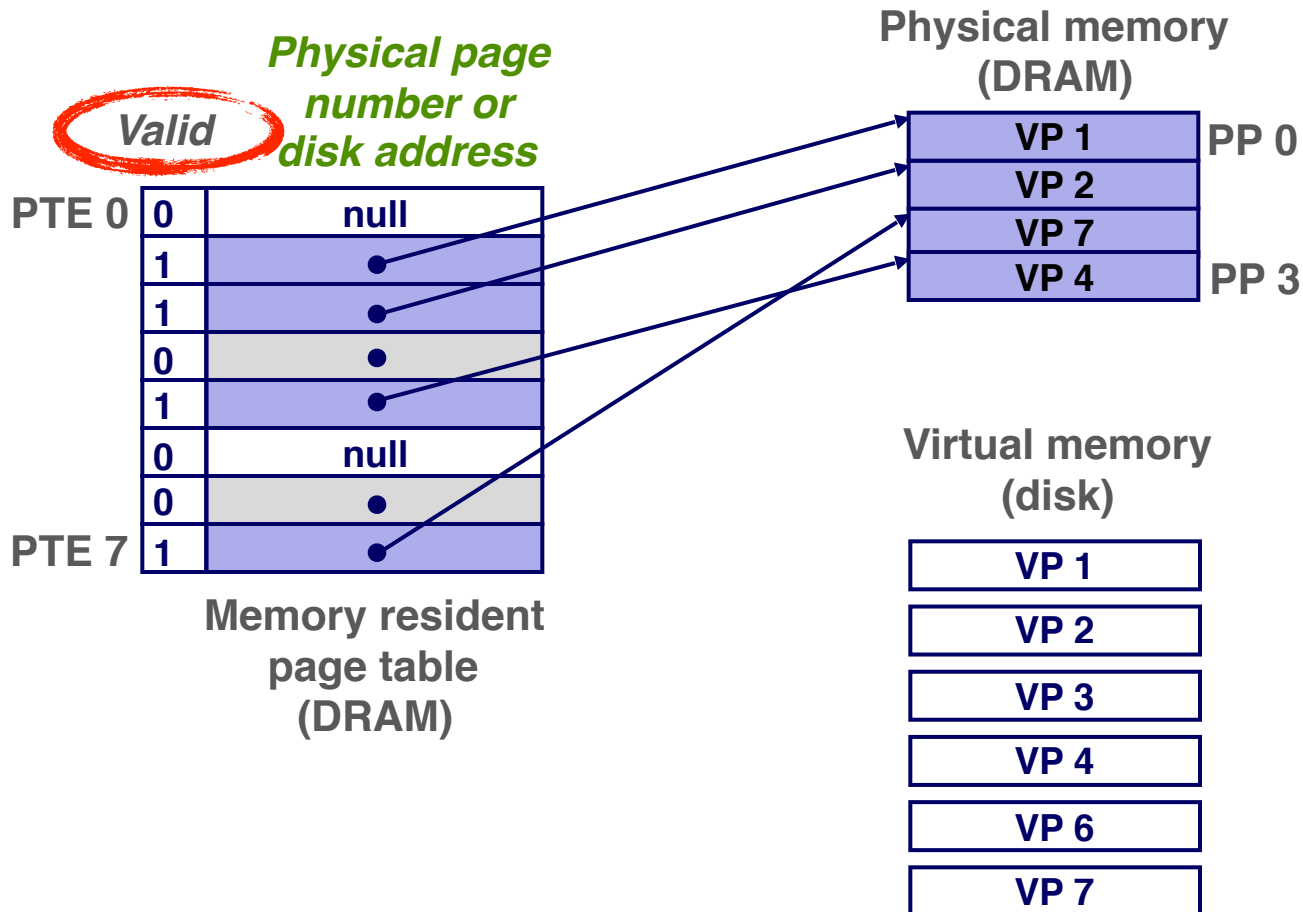 Physical page
number or
disk address
Valid
PTE 0
0
null
1
1
0
1
0
null
0
PTE 7
1
Memory resident
page table
(DRAM)
Physical memory
(DRAM)
VP 1
PP 0
VP 2
VP 7
VP 4
PP 3
Virtual memory
(disk)
VP 1
VP 2
VP 3
VP 4
VP 6
VP 7